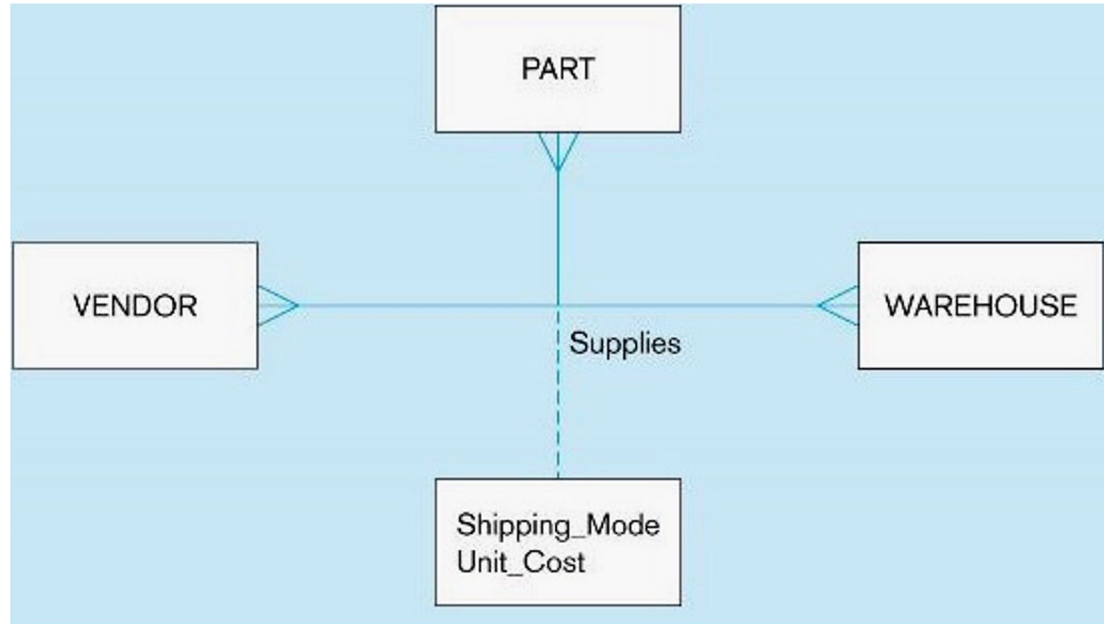 PART
VENDOR
WAREHOUSE
Supplies
Shipping_Mode
Unit_Cost